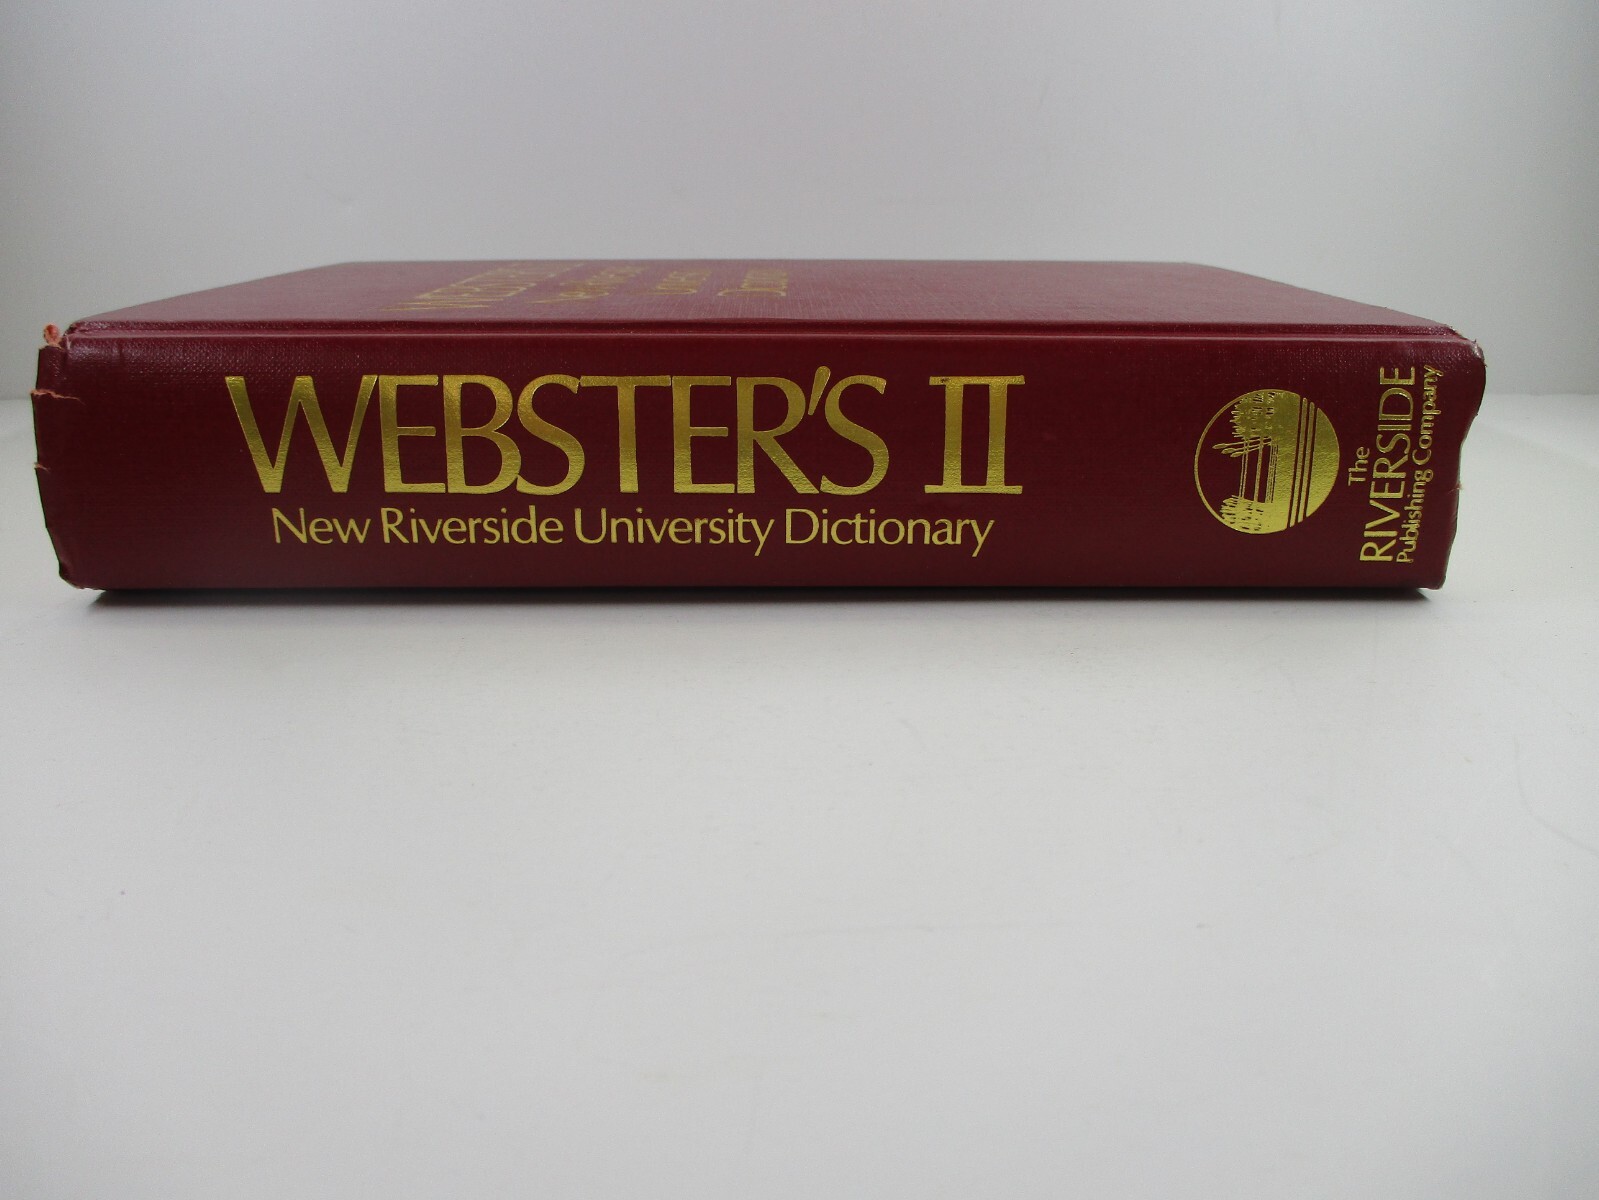 WEBSTER'S II
New Riverside University Dictionary
The
RIVERSIDE
Publishing Company